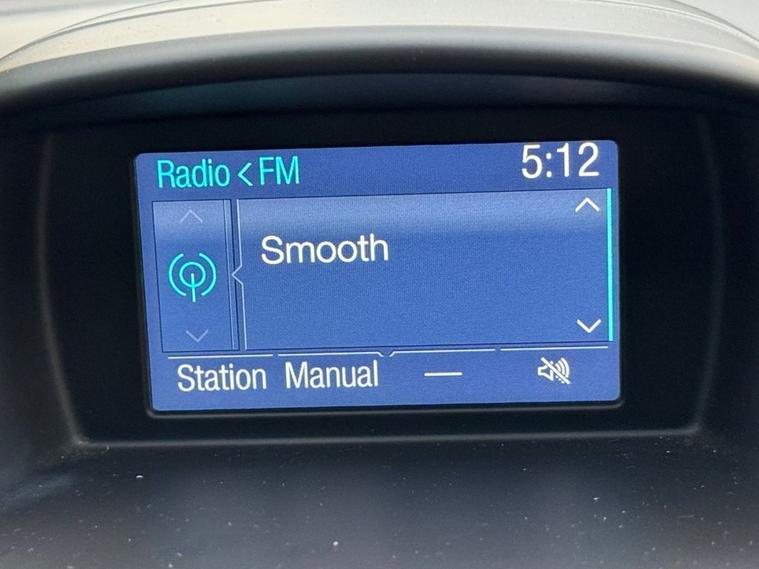 Radio < FM 5:12
Smooth
Station Manual —